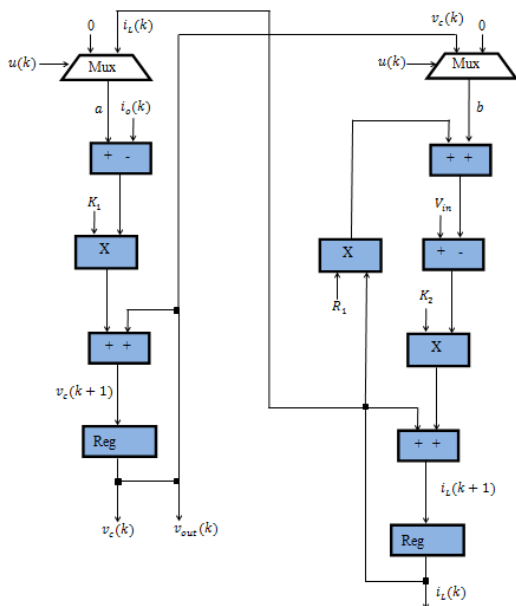 0
i_L(k)
v_c(k)
0
u(k)
Mux
u(k)
Mux
a
i_o(k)
b
+ -
+ +
K_1
V_in
X
X
+ -
R_1
K_2
+ +
X
v_c(k+1)
Reg
+ +
i_L(k+1)
v_c(k)
v_out(k)
Reg
i_L(k)